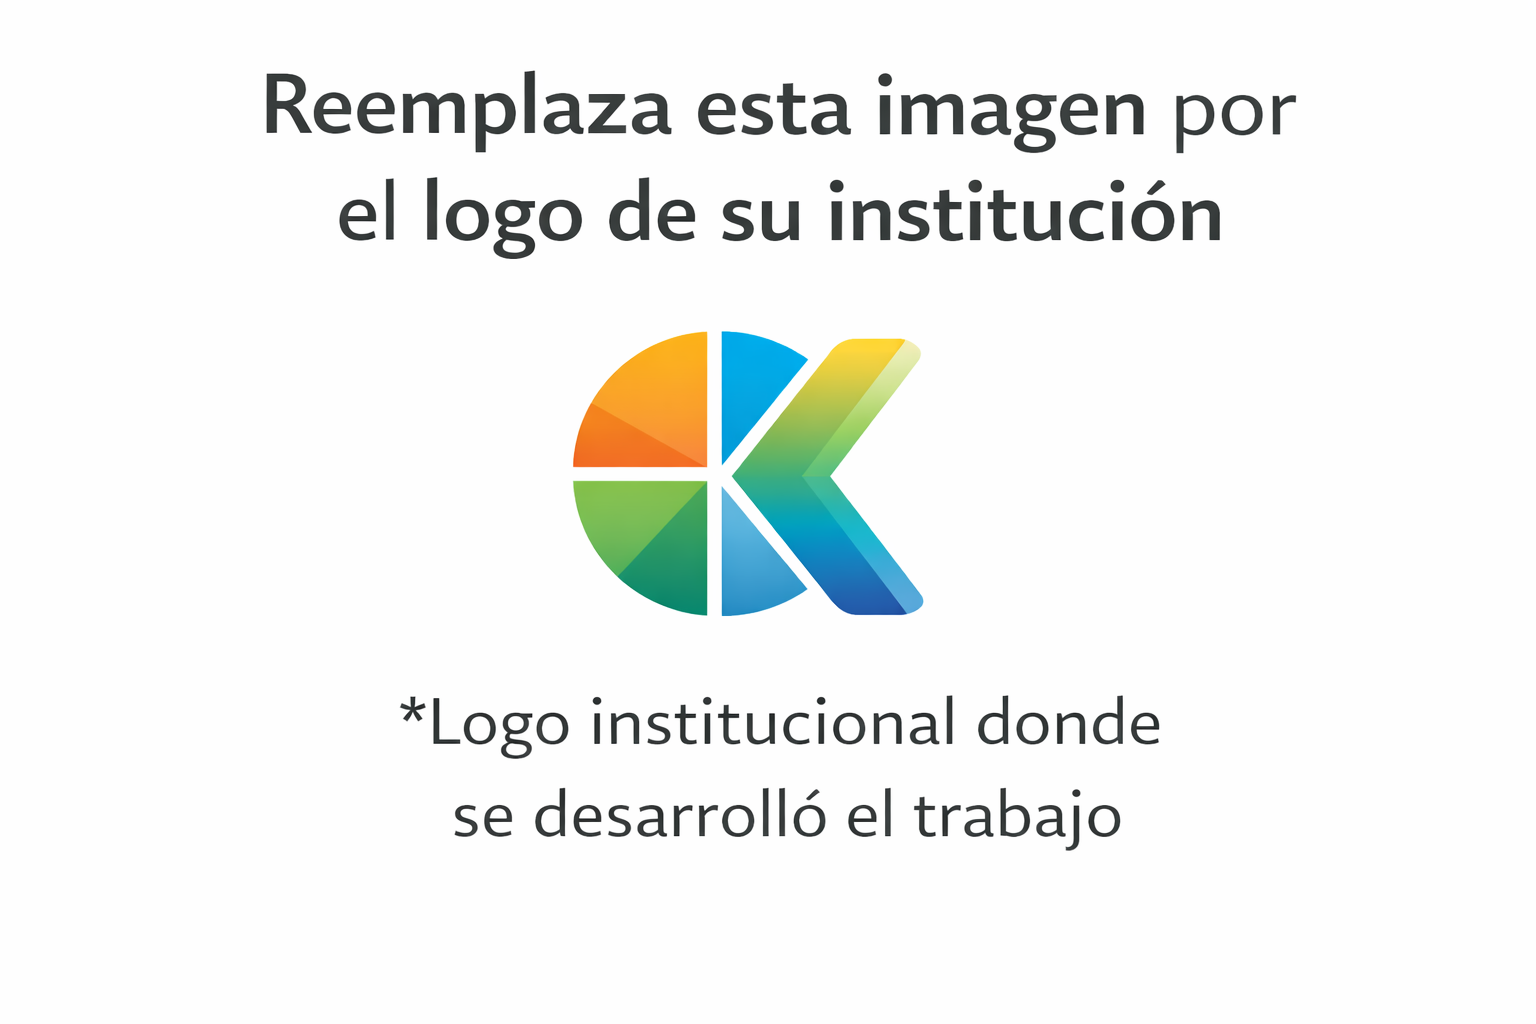 Reemplaza esta imagen por
el logo de su institución
*Logo institucional donde
se desarrolló el trabajo